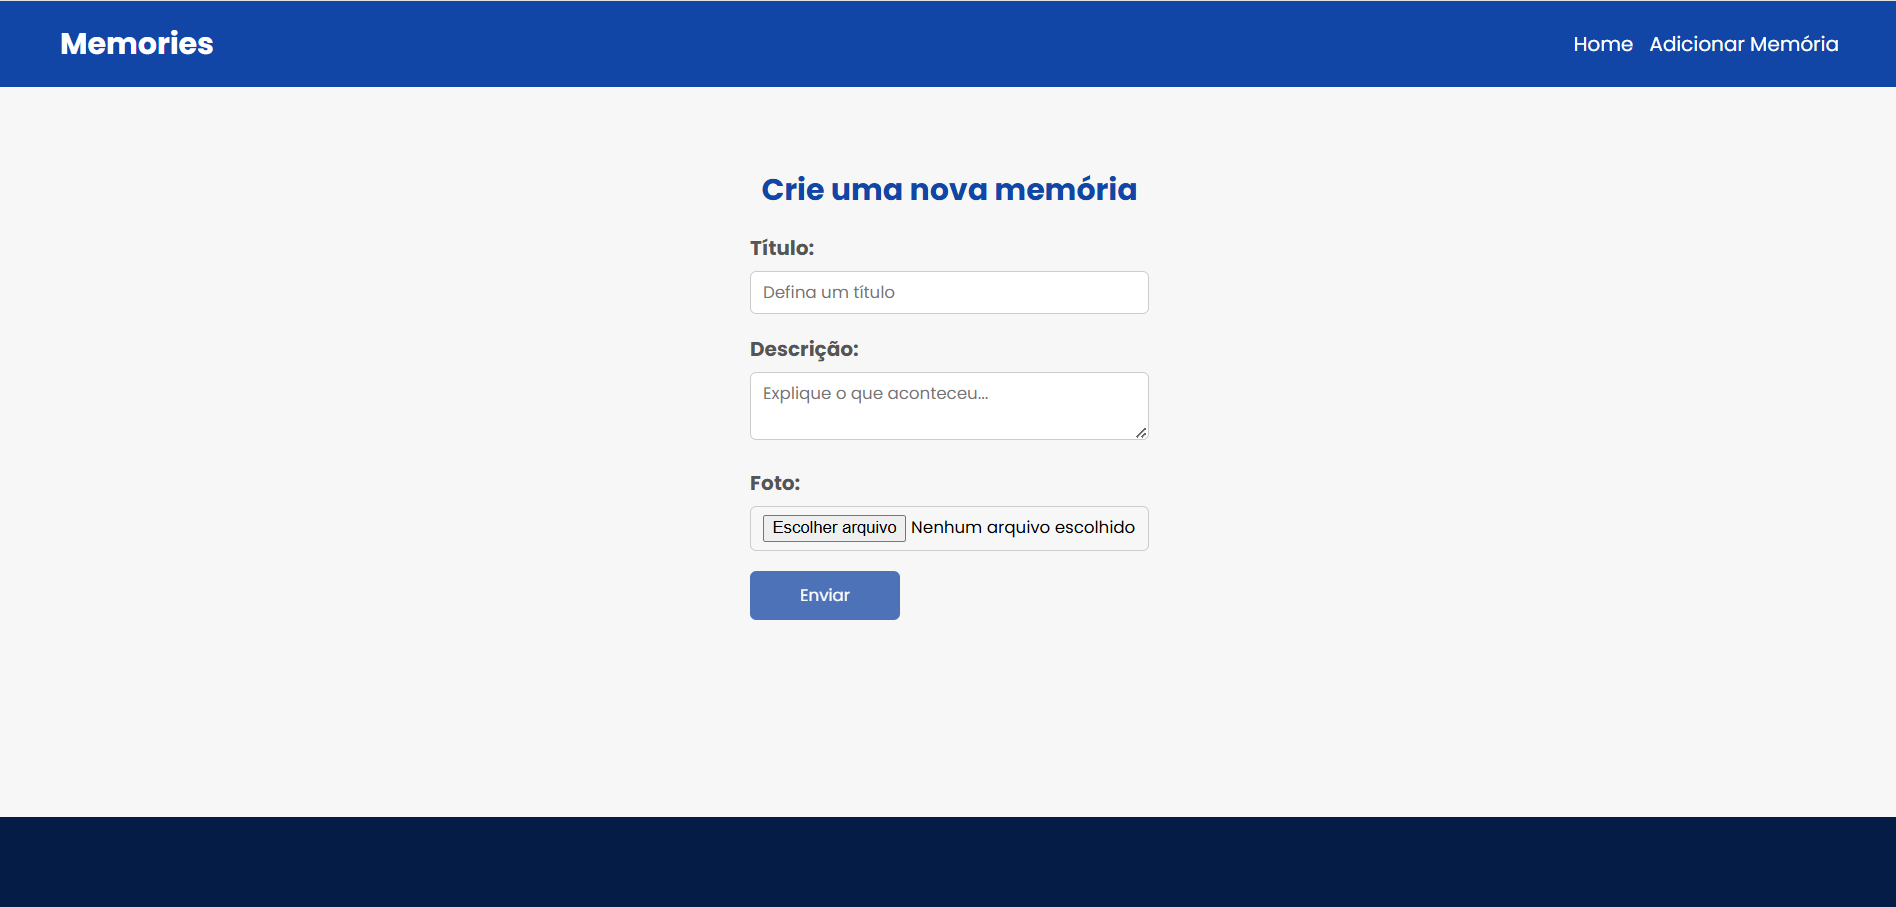 Memories
Home Adicionar Memória
Crie uma nova memória
Título:
Defina um título
Descrição:
Explique o que aconteceu...
Foto:
Escolher arquivo Nenhum arquivo escolhido
Enviar